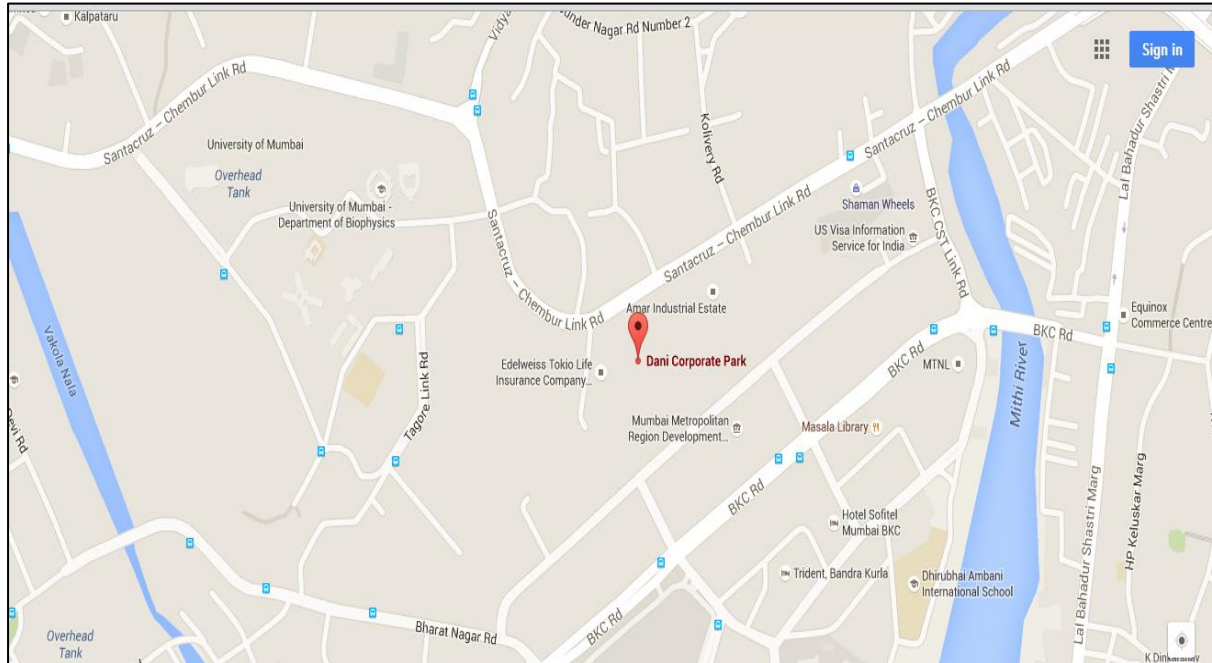 Kalpataru
Vidya
under Nagar Rd Number 2
Sign in
Santacruz – Chembur Link Rd
University of Mumbai
Overhead
Tank
University of Mumbai -
Department of Biophysics
Kolivery Rd
Santacruz – Chembur Link Rd
Lal Bahadur Shastri M
Shaman Wheels
US Visa Information
Service for India
BKC CST Link Rd
Santacruz – Chembur Link Rd
Santacruz – Chembur Link Rd
Amar Industrial Estate
Dani Corporate Park
Edelweiss Tokio Life
Insurance Company...
Equinox
Commerce Centre
BKC Rd
BKC Rd
MTNL
Mithi River
Vakola Nala
Devi Rd
Tagore Link Rd
Mumbai Metropolitan
Region Development...
Masala Library
BKC Rd
Hotel Sofitel
Mumbai BKC
Trident, Bandra Kurla
Dhirubhai Ambani
International School
Lal Bahadur Shastri Marg
HP Keluskar Marg
Bharat Nagar Rd
BKC Rd
Overhead
Tank